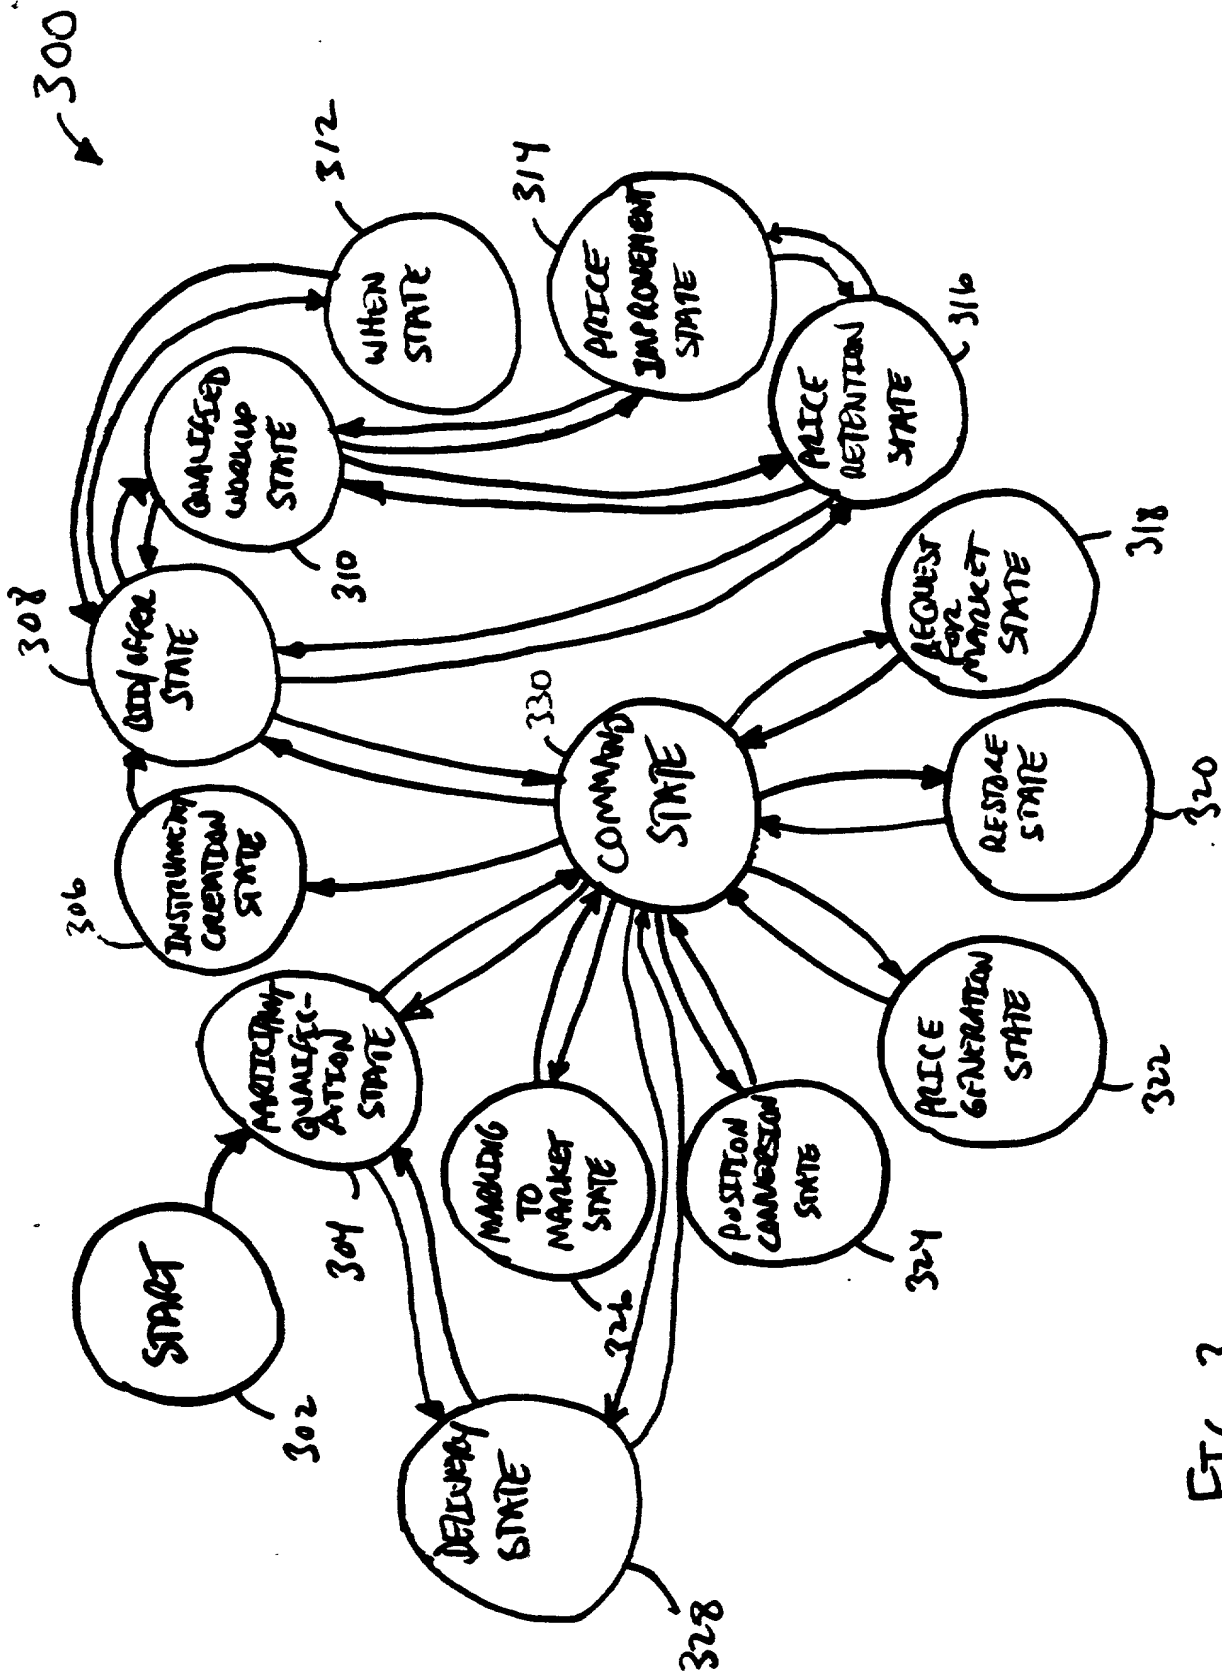 300
START
302
PARTICIPANT
QUALIFIC-
ATION
STATE
304
INSTRUMENT
CREATION
STATE
306
BID/OFFER
STATE
308
QUALIFIED
WORKUP
STATE
310
WHEN
STATE
312
PRICE
IMPROVEMENT
STATE
314
PRICE
RETENTION
STATE
316
REQUEST
FOR
MARKET
STATE
318
RESTORE
STATE
320
PRICE
GENERATION
STATE
322
POSITION
CONVERSION
STATE
324
MARKING
TO
MARKET
STATE
326
DELIVERY
STATE
328
COMMAND
STATE
330